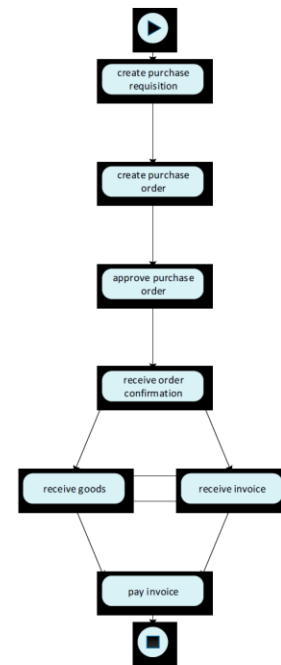 create purchase
requisition
create purchase
order
approve purchase
order
receive order
confirmation
receive goods
receive invoice
pay invoice